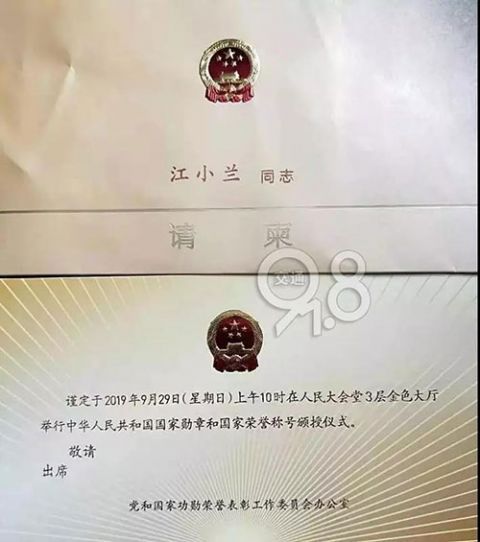 江小兰 同志
请 柬
交通
91.8
谨定于2019年9月29日(星期日)上午10时在人民大会堂3层金色大厅
举行中华人民共和国国家勋章和国家荣誉称号颁授仪式。
敬请
出席
党和国家功勋荣誉表彰工作委员会办公室